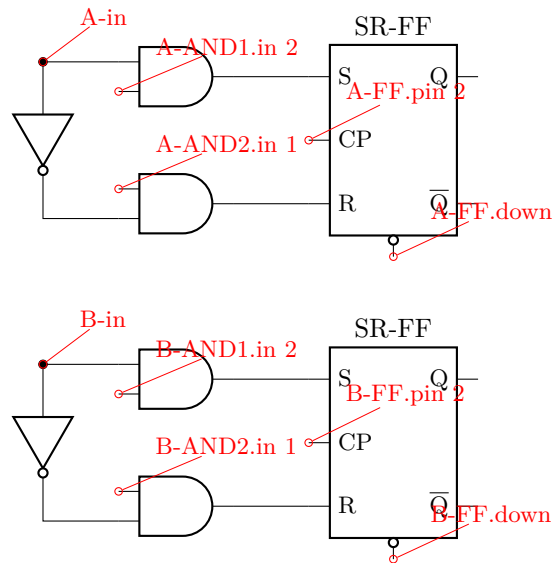 A-in
SR-FF
A-AND1.in 2
S
Q
A-FF.pin 2
CP
A-AND2.in 1
R
Q
A-FF.down
B-in
SR-FF
B-AND1.in 2
S
Q
B-FF.pin 2
CP
B-AND2.in 1
R
Q
B-FF.down